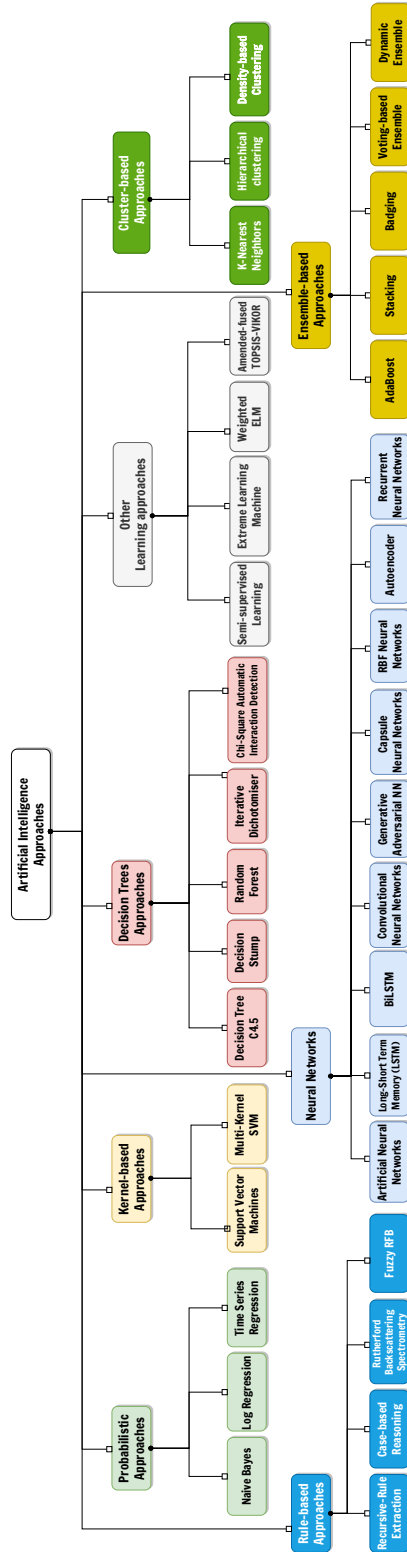 Artificial Intelligence
Approaches
Probabilistic
Approaches
Kernel-based
Approaches
Decision Trees
Approaches
Other
Learning approaches
Cluster-based
Approaches
Naive Bayes
Log Regression
Time Series
Regression
Support Vector
Machines
Multi-Kernel
SVM
Decision Tree
C4.5
Decision
Stump
Random
Forest
Iterative
Dichotomiser
Chi-Square Automatic
Interaction Detection
Semi-supervised
Learning
Extreme Learning
Machine
Weighted
ELM
Amended-fused
TOPSIS-VIKOR
K-Nearest
Neighbors
Hierarchical
clustering
Density-based
Clustering
Rule-based
Approaches
Neural Networks
Ensemble-based
Approaches
Recursive-Rule
Extraction
Case-based
Reasoning
Rutherford
Backscattering
Spectrometry
Fuzzy RFB
Artificial Neural
Networks
Long-Short Term
Memory (LSTM)
BiLSTM
Convolutional
Neural Networks
Generative
Adversarial NN
Capsule
Neural Networks
RBF Neural
Networks
Autoencoder
Recurrent
Neural Networks
AdaBoost
Stacking
Badging
Voting-based
Ensemble
Dynamic
Ensemble